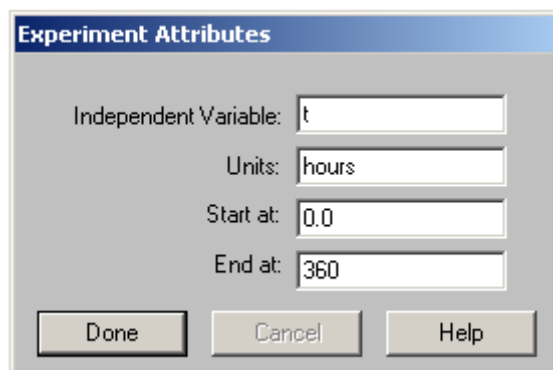 Experiment Attributes
Independent Variable: t
Units: hours
Start at: 0.0
End at: 360
Done Cancel Help